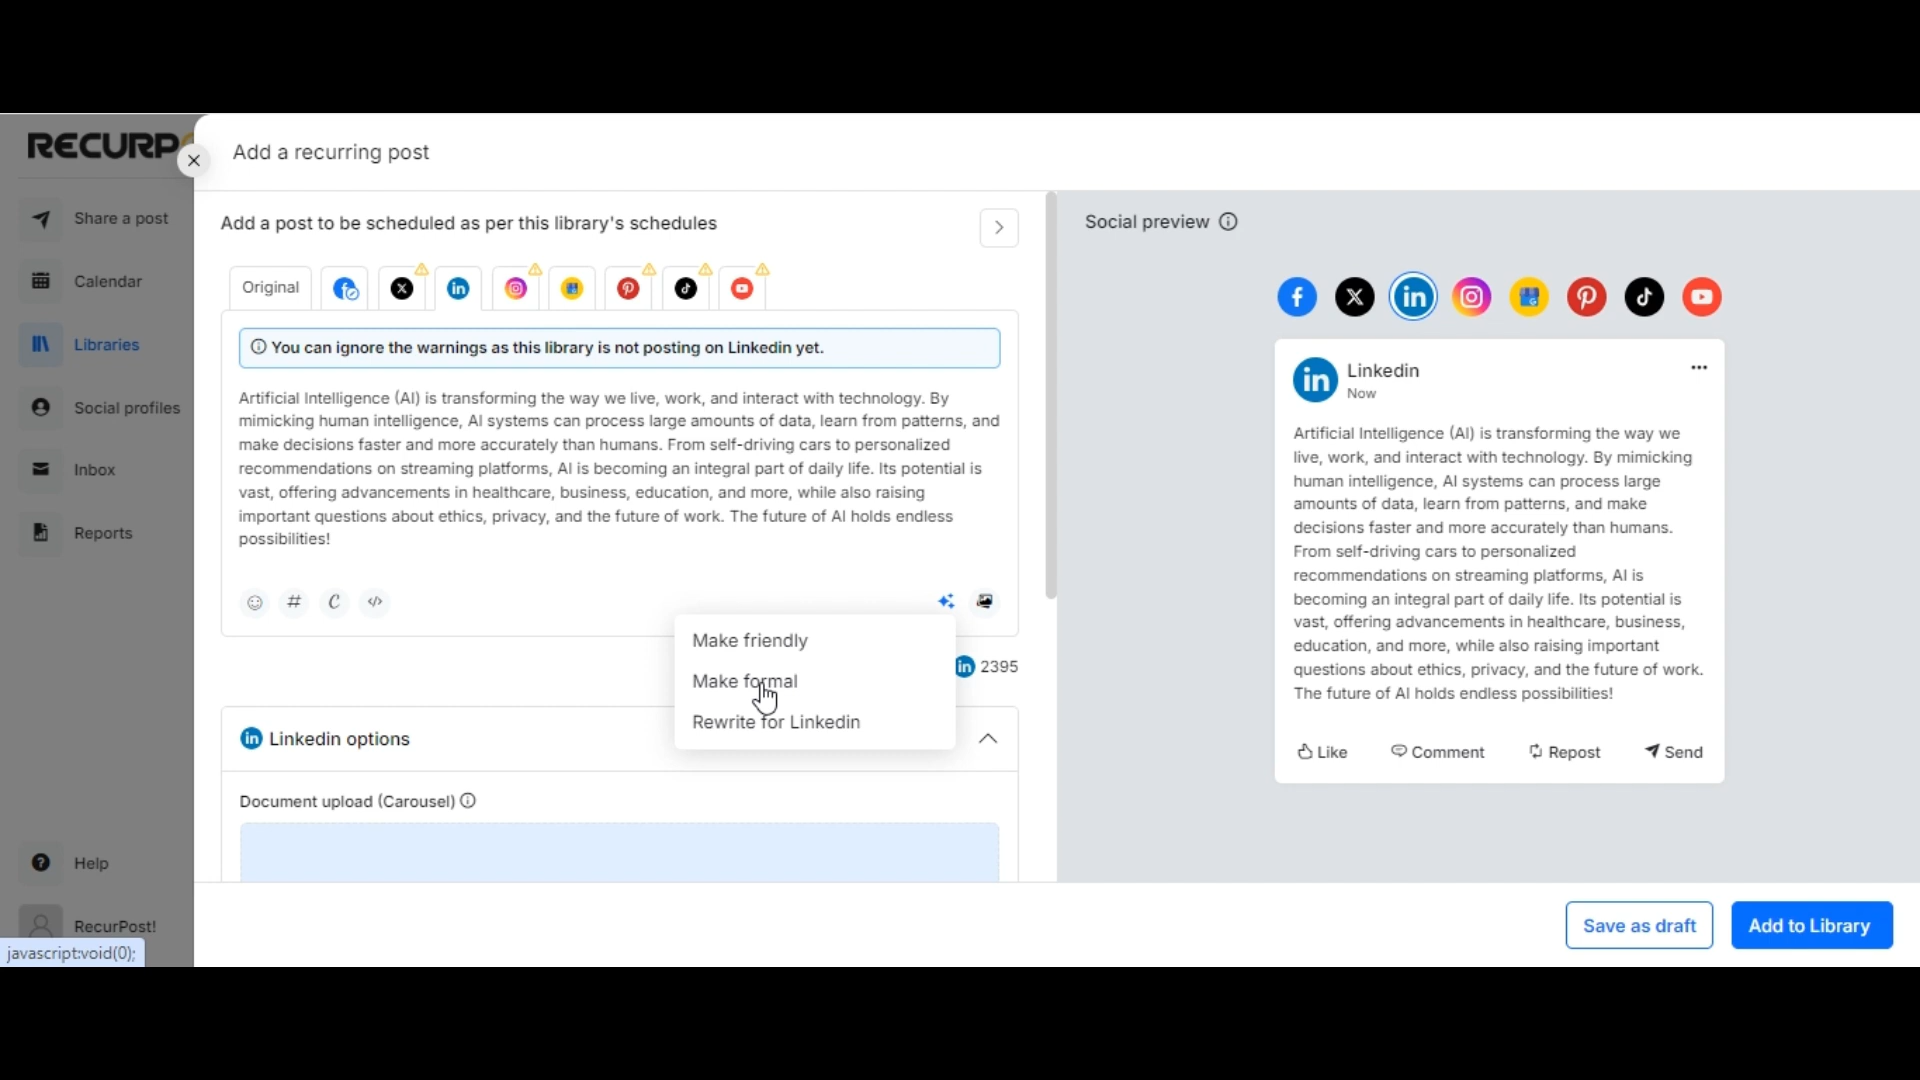 RECURP
Add a recurring post
Share a post
Calendar
Libraries
Social profiles
Inbox
Reports
Help
RecurPost!
javascript:void(0);
Add a post to be scheduled as per this library's schedules
Original
You can ignore the warnings as this library is not posting on Linkedin yet.
Artificial Intelligence (AI) is transforming the way we live, work, and interact with technology. By
mimicking human intelligence, AI systems can process large amounts of data, learn from patterns, and
make decisions faster and more accurately than humans. From self-driving cars to personalized
recommendations on streaming platforms, AI is becoming an integral part of daily life. Its potential is
vast, offering advancements in healthcare, business, education, and more, while also raising
important questions about ethics, privacy, and the future of work. The future of AI holds endless
possibilities!
Make friendly
Make formal
Rewrite for Linkedin
in 2395
in Linkedin options
Document upload (Carousel)
Social preview
in
in Linkedin
Now
Artificial Intelligence (AI) is transforming the way we
live, work, and interact with technology. By mimicking
human intelligence, AI systems can process large
amounts of data, learn from patterns, and make
decisions faster and more accurately than humans.
From self-driving cars to personalized
recommendations on streaming platforms, AI is
becoming an integral part of daily life. Its potential is
vast, offering advancements in healthcare, business,
education, and more, while also raising important
questions about ethics, privacy, and the future of work.
The future of AI holds endless possibilities!
Like Comment Repost Send
Save as draft
Add to Library